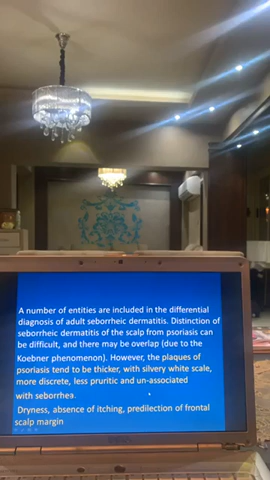 A number of entities are included in the differential
diagnosis of adult seborrheic dermatitis. Distinction of
seborrheic dermatitis of the scalp from psoriasis can
be difficult, and there may be overlap (due to the
Koebner phenomenon). However, the plaques of
psoriasis tend to be thicker, with silvery white scale,
more discrete, less pruritic and un-associated
with seborrhea.
Dryness, absence of itching, predilection of frontal
scalp margin